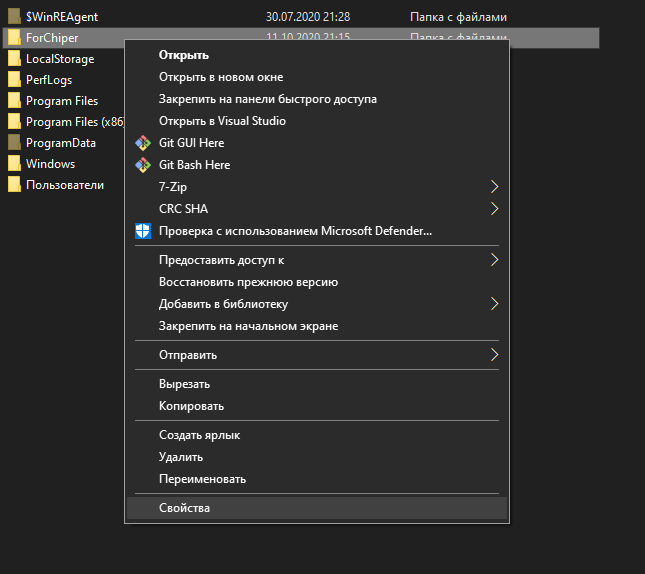 $WinREAgent 30.07.2020 21:28 Папка с файлами
ForChiper 11.10.2020 21:15 Папка с файлами
LocalStorage
PerfLogs
Program Files
Program Files (x86)
ProgramData
Windows
Пользователи
Открыть
Открыть в новом окне
Закрепить на панели быстрого доступа
Открыть в Visual Studio
Git GUI Here
Git Bash Here
7-Zip
CRC SHA
Проверка с использованием Microsoft Defender...
Предоставить доступ к
Восстановить прежнюю версию
Добавить в библиотеку
Закрепить на начальном экране
Отправить
Вырезать
Копировать
Создать ярлык
Удалить
Переименовать
Свойства